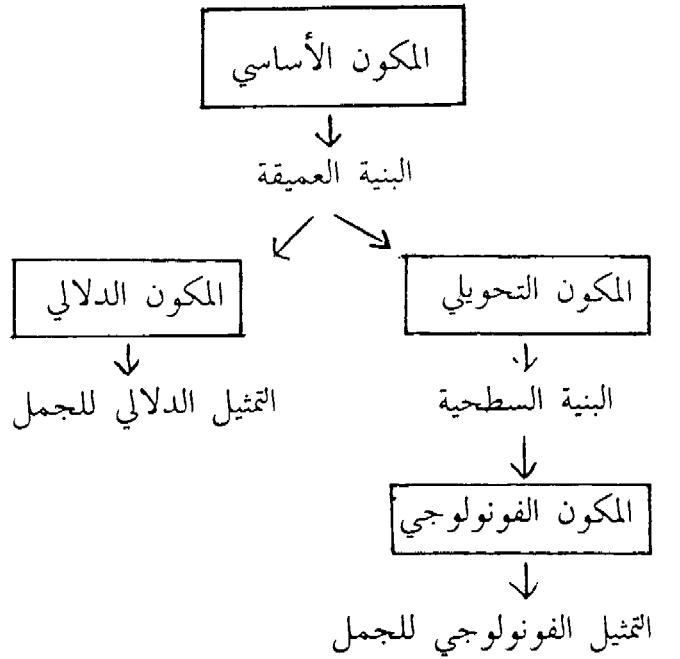 المكون الأساسي
البنية العميقة
المكون التحويلي
المكون الدلالي
البنية السطحية
التمثيل الدلالي للجمل
المكون الفونولوجي
التمثيل الفونولوجي للجمل